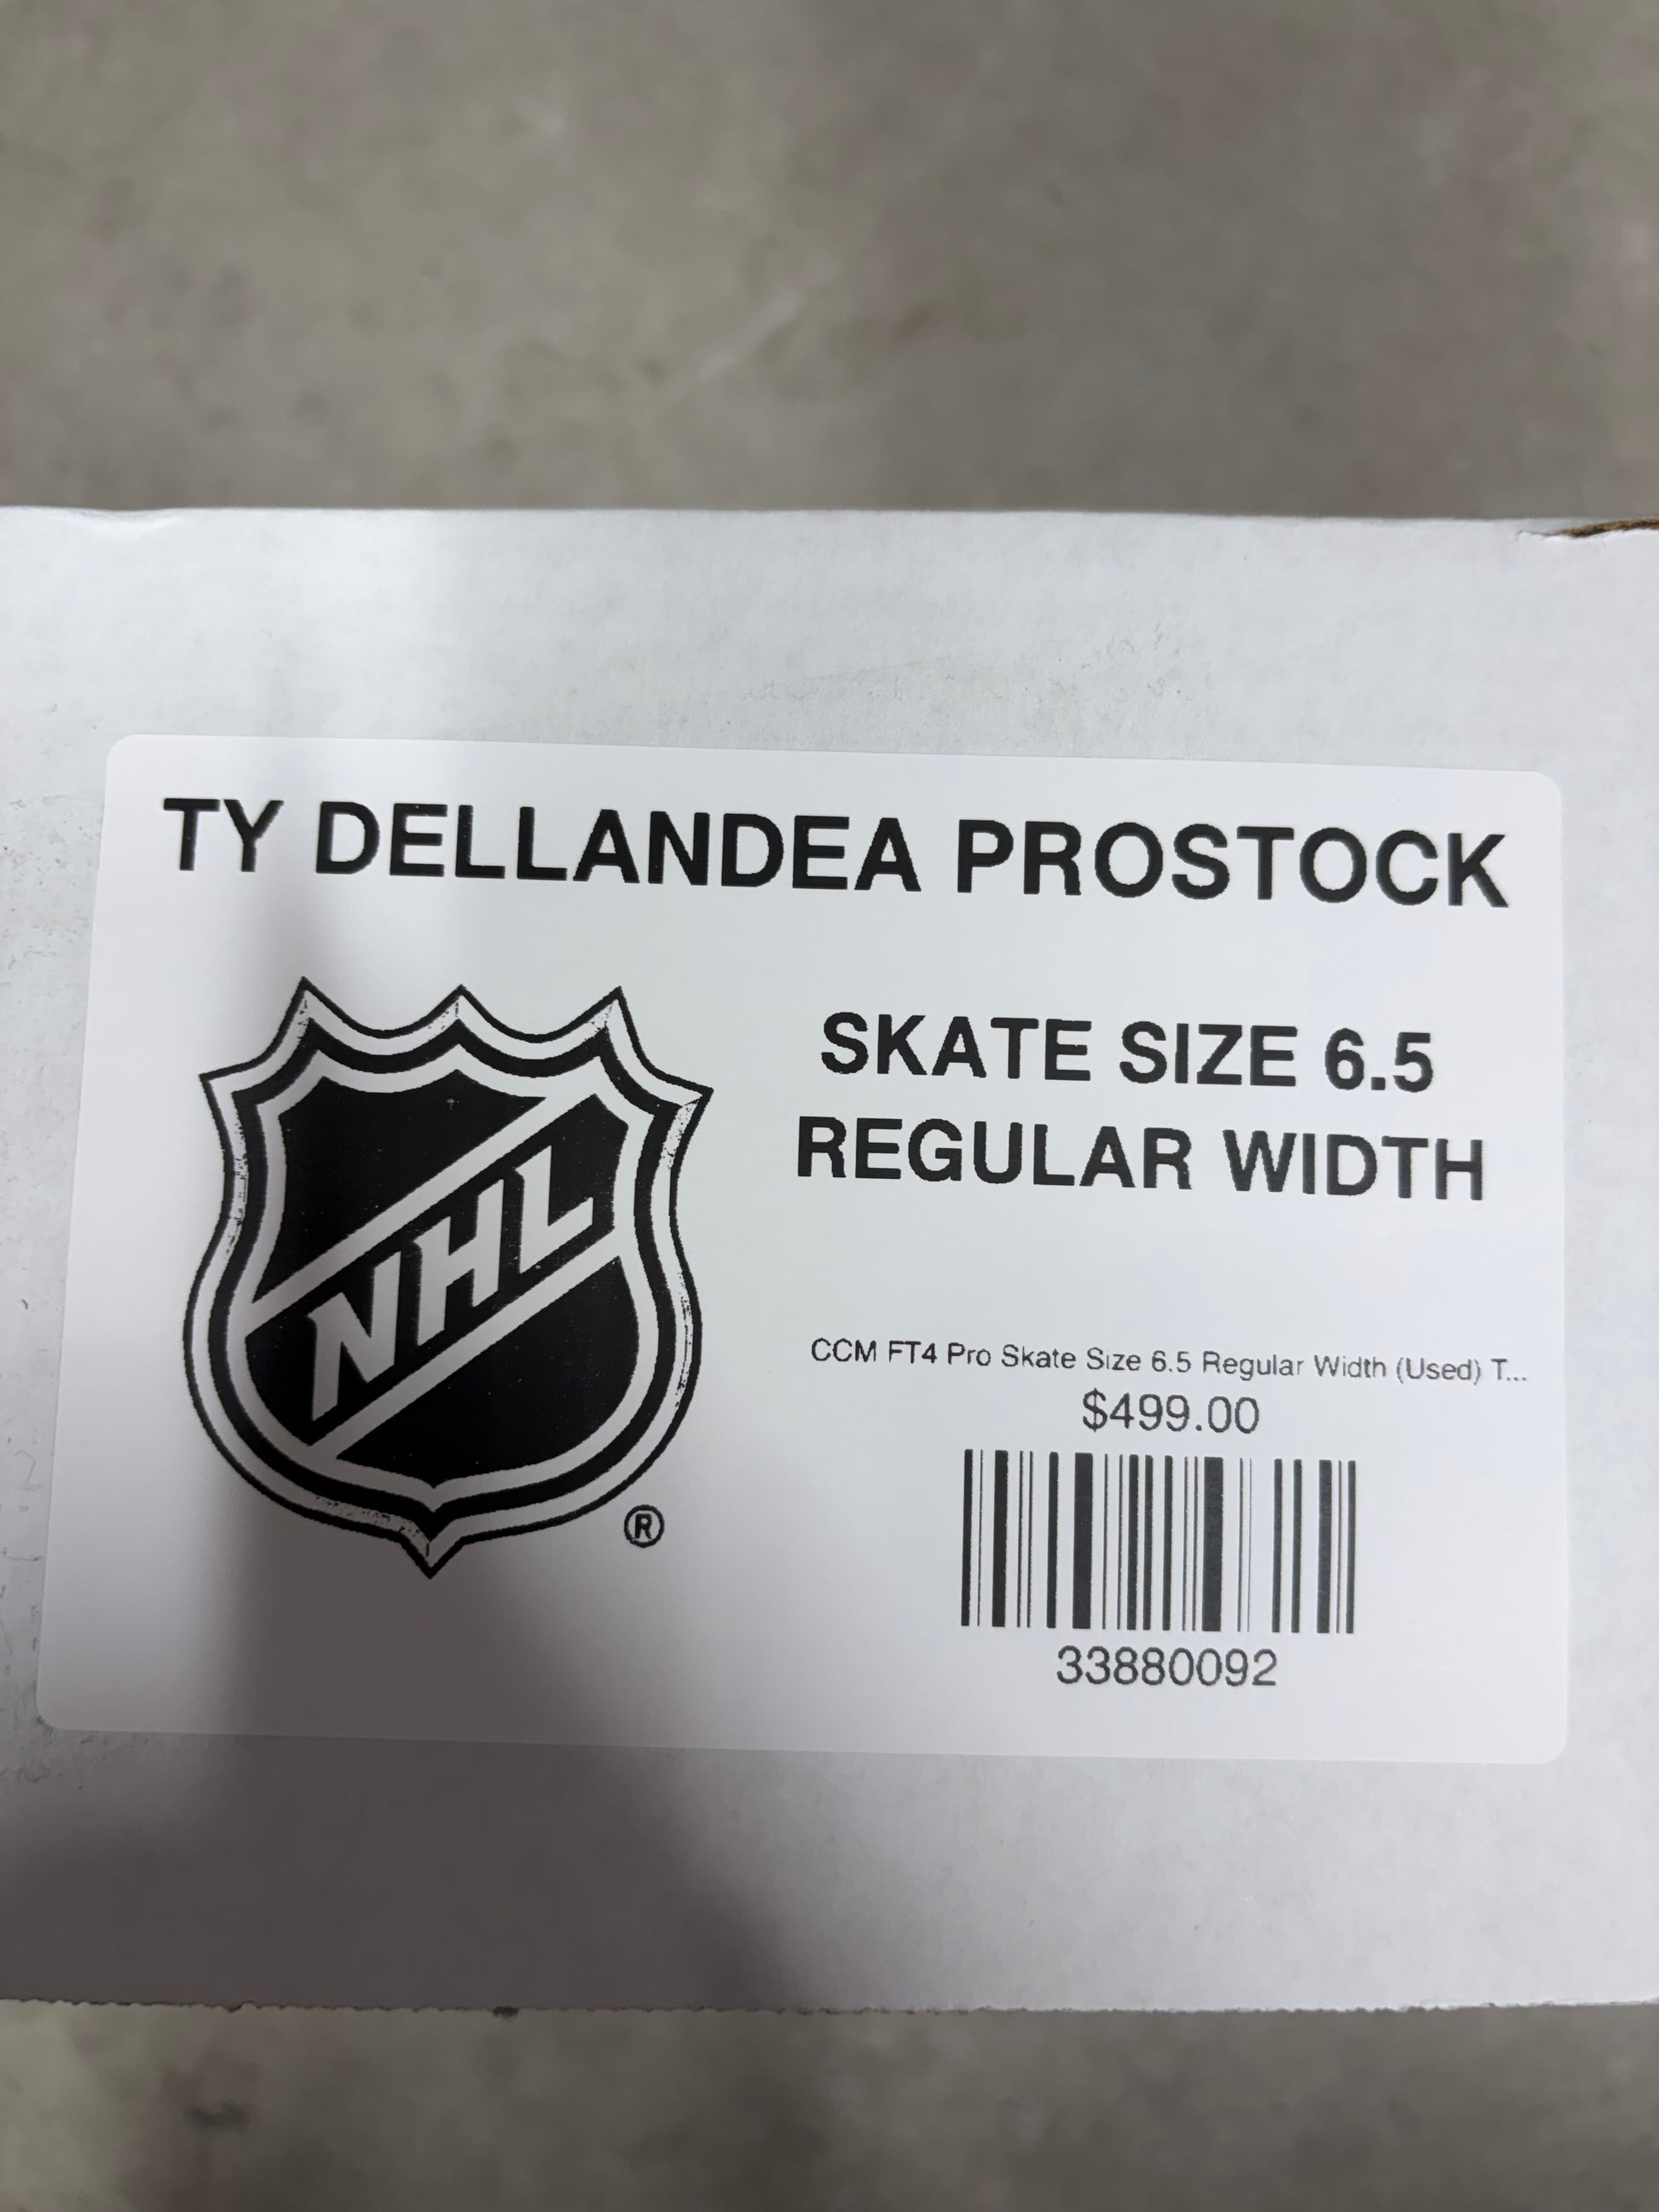 TY DELLANDEA PROSTOCK
NHL
®
SKATE SIZE 6.5
REGULAR WIDTH
CCM FT4 Pro Skate Size 6.5 Regular Width (Used) T...
$499.00
33880092